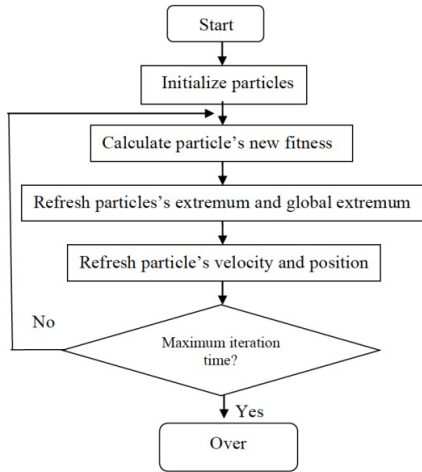 Start
Initialize particles
Calculate particle's new fitness
Refresh particles's extremum and global extremum
Refresh particle's velocity and position
No
Maximum iteration
time?
Yes
Over